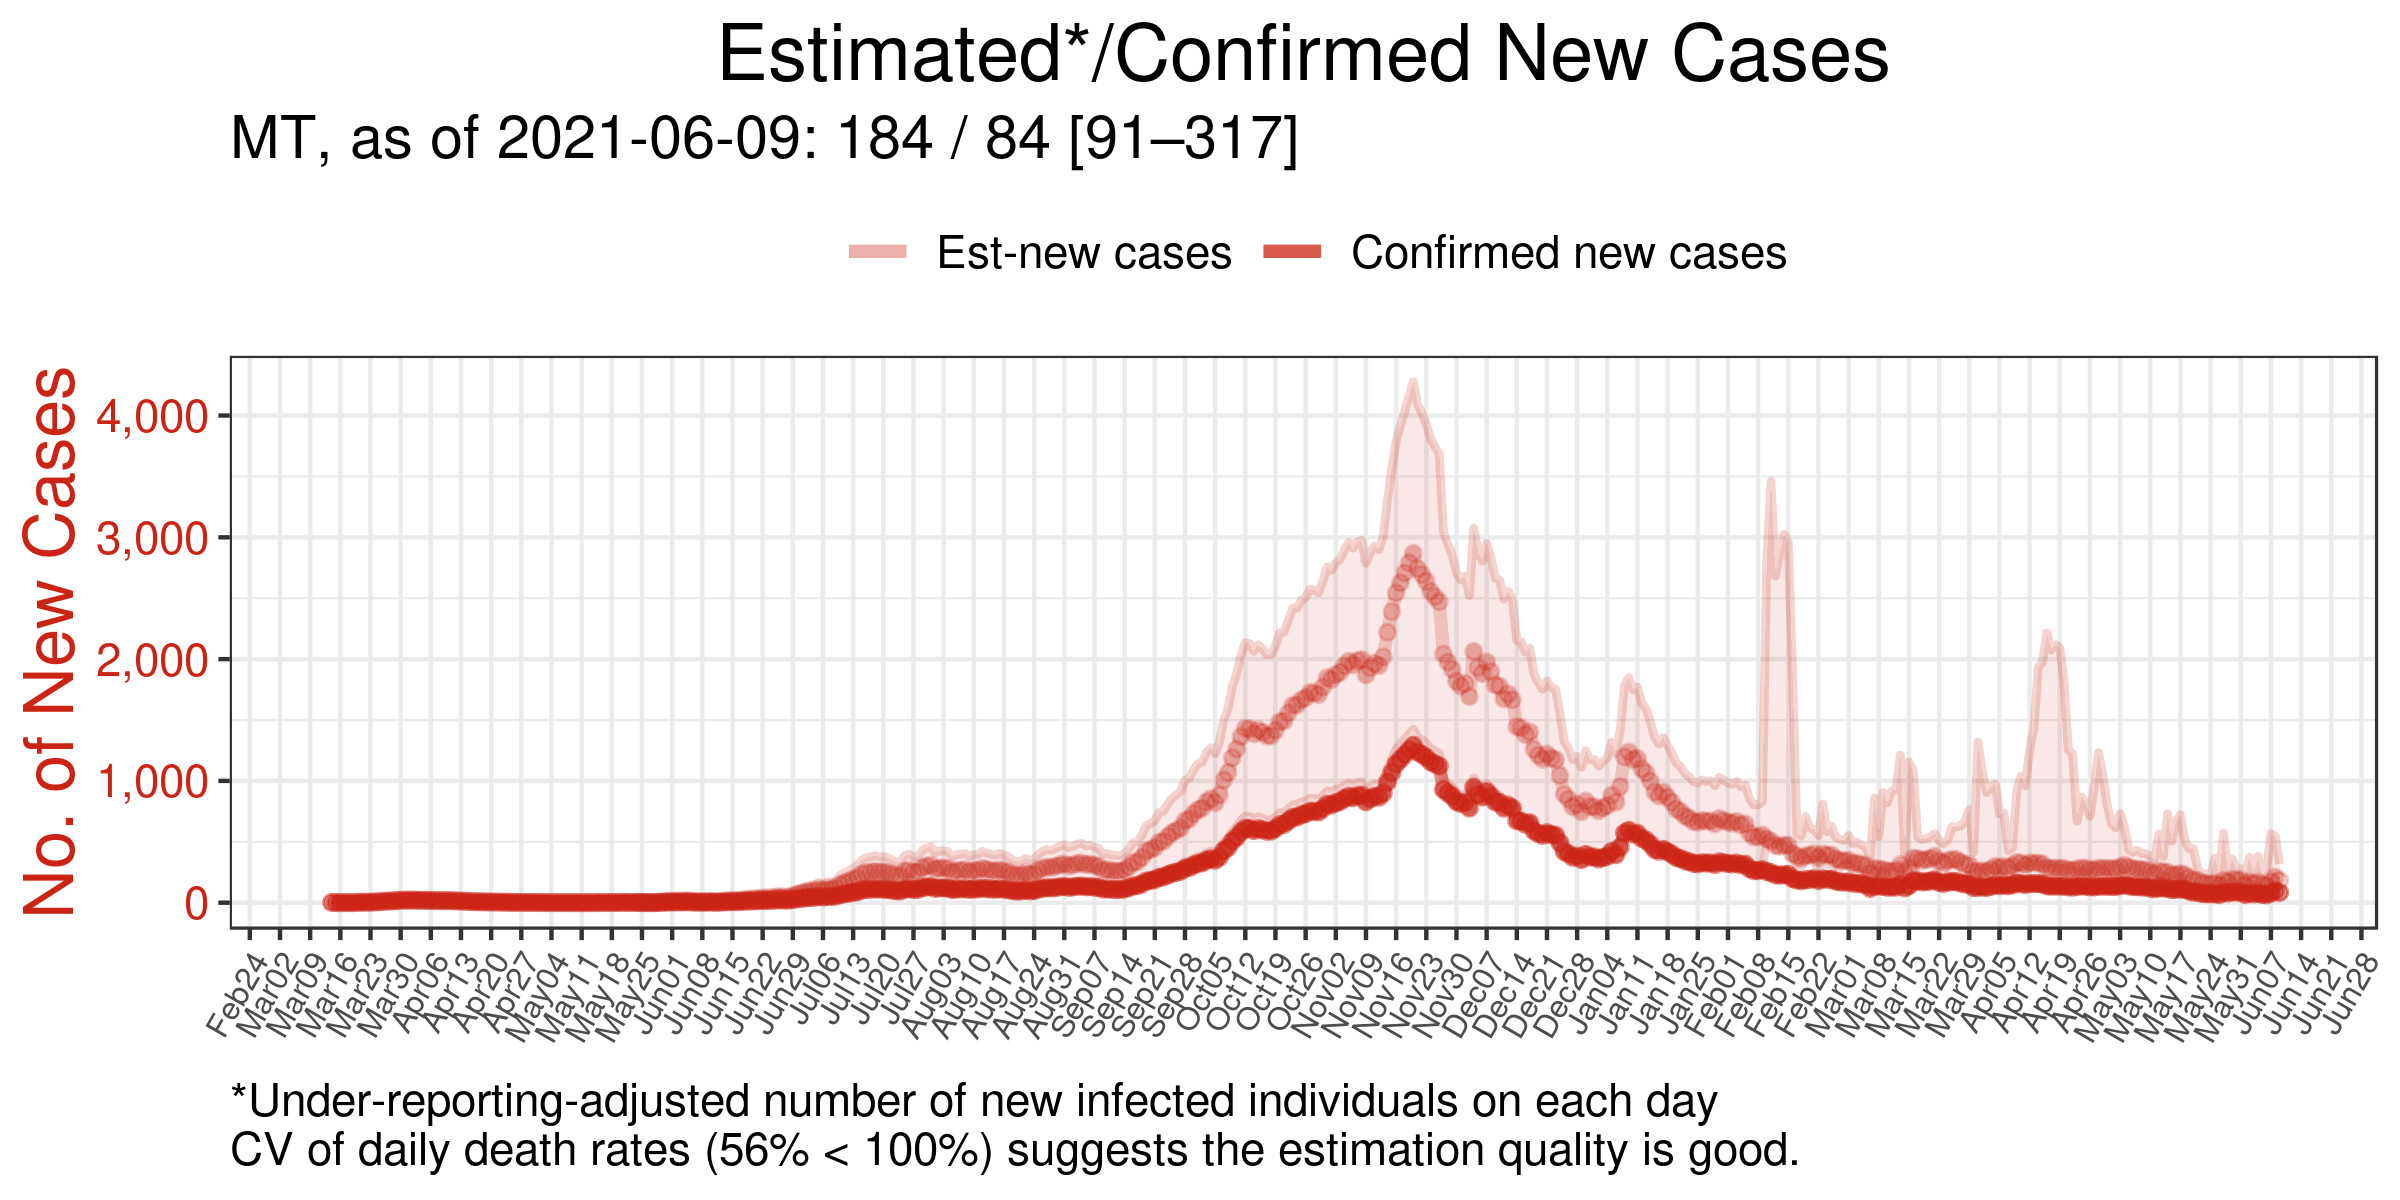 Estimated*/Confirmed New Cases
MT, as of 2021-06-09: 184 / 84 [91–317]
Est-new cases
Confirmed new cases
No. of New Cases
4,000
3,000
2,000
1,000
0
Feb24
Mar02
Mar09
Mar16
Mar23
Mar30
Apr06
Apr13
Apr20
Apr27
May04
May11
May18
May25
Jun01
Jun08
Jun15
Jun22
Jun29
Jul06
Jul13
Jul20
Jul27
Aug03
Aug10
Aug17
Aug24
Aug31
Sep07
Sep14
Sep21
Sep28
Oct05
Oct12
Oct19
Oct26
Nov02
Nov09
Nov16
Nov23
Nov30
Dec07
Dec14
Dec21
Dec28
Jan04
Jan11
Jan18
Jan25
Feb01
Feb08
Feb15
Feb22
Mar01
Mar08
Mar15
Mar22
Mar29
Apr05
Apr12
Apr19
Apr26
May03
May10
May17
May24
May31
Jun07
Jun14
Jun21
Jun28
*Under-reporting-adjusted number of new infected individuals on each day
CV of daily death rates (56% < 100%) suggests the estimation quality is good.